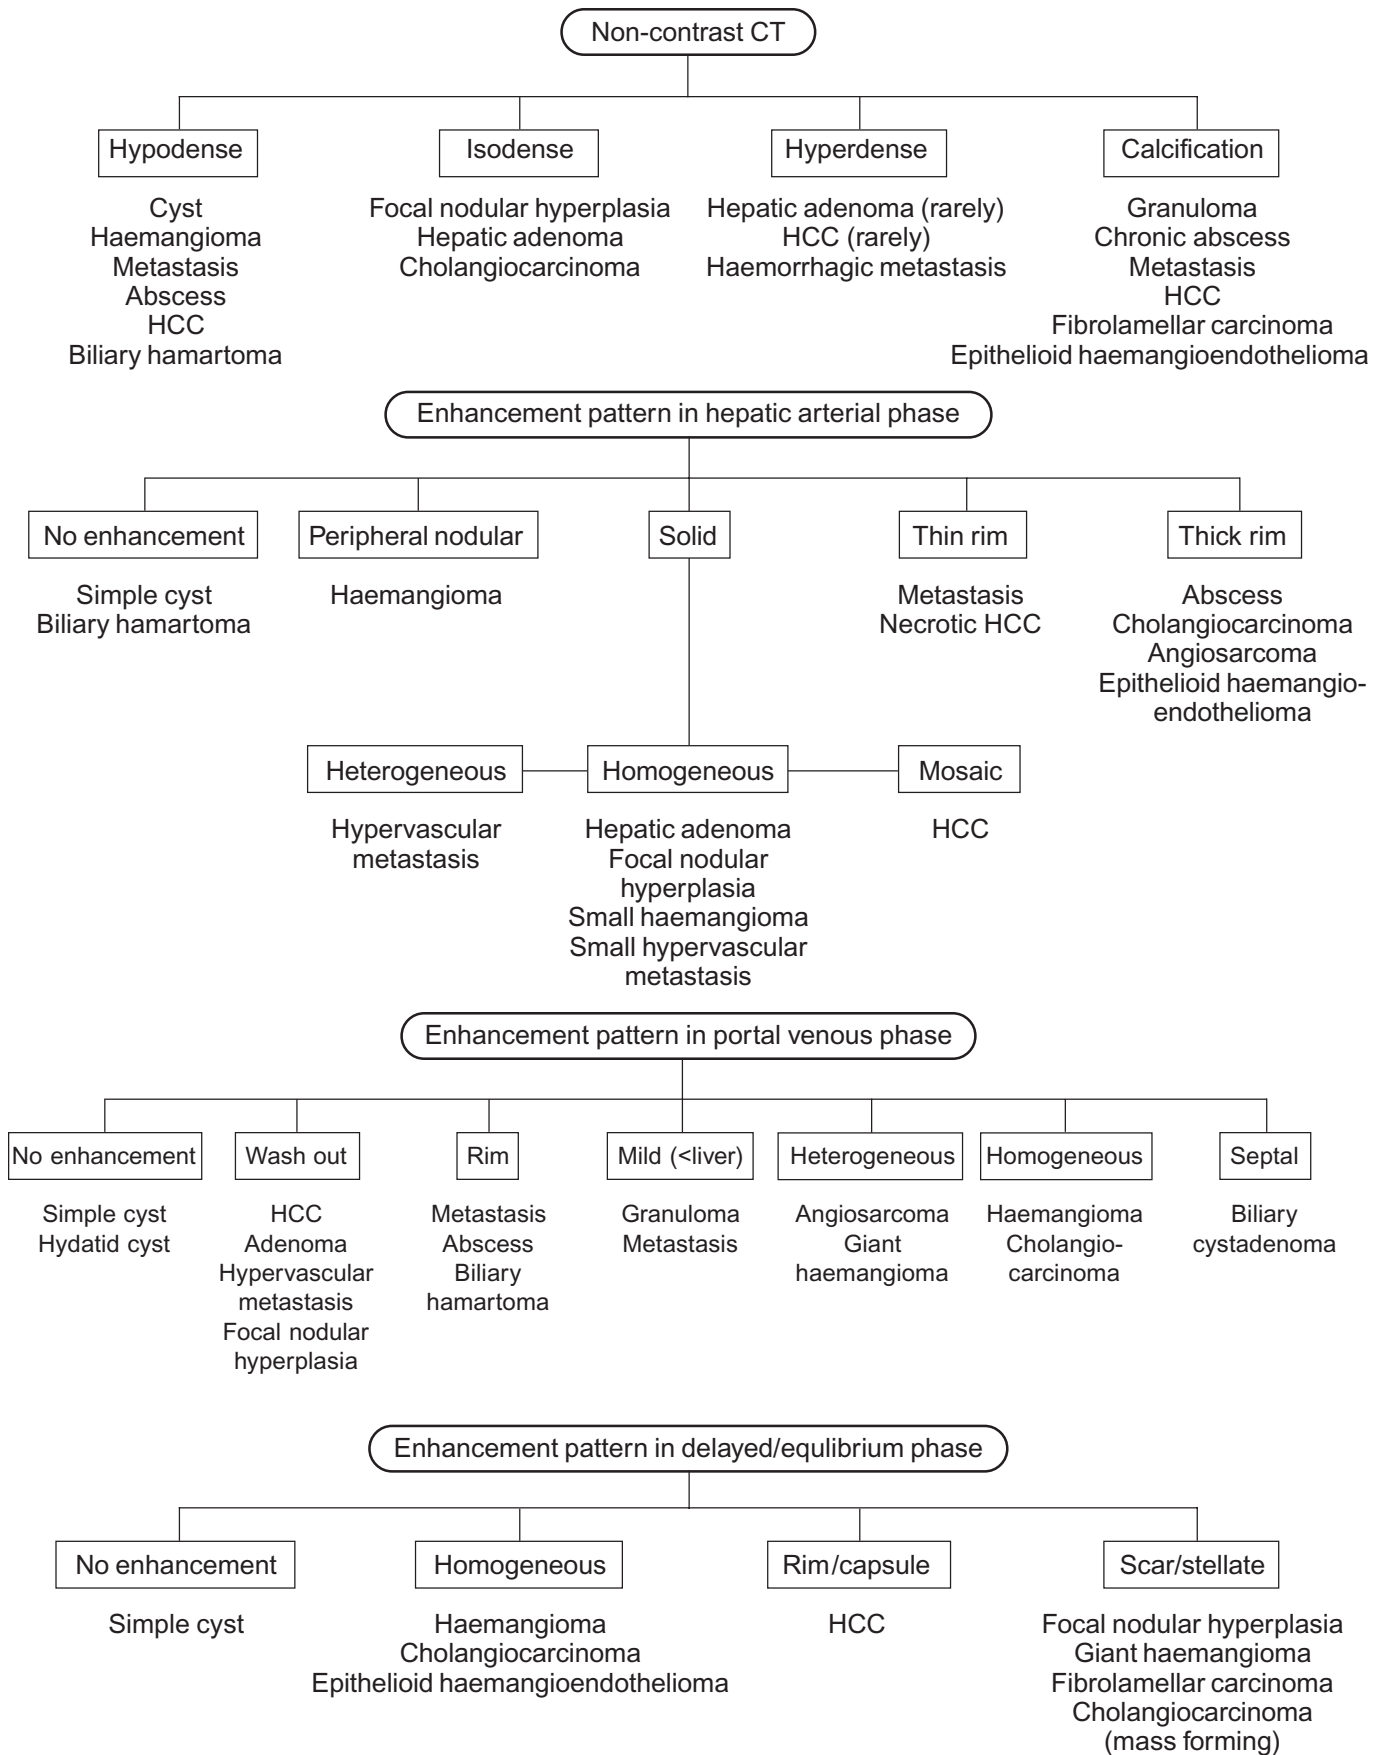 Non-contrast CT
Hypodense
Cyst
Haemangioma
Metastasis
Abscess
HCC
Biliary hamartoma
Isodense
Focal nodular hyperplasia
Hepatic adenoma
Cholangiocarcinoma
Hyperdense
Hepatic adenoma (rarely)
HCC (rarely)
Haemorrhagic metastasis
Calcification
Granuloma
Chronic abscess
Metastasis
HCC
Fibrolamellar carcinoma
Epithelioid haemangioendothelioma
Enhancement pattern in hepatic arterial phase
No enhancement
Simple cyst
Biliary hamartoma
Peripheral nodular
Haemangioma
Solid
Thin rim
Metastasis
Necrotic HCC
Thick rim
Abscess
Cholangiocarcinoma
Angiosarcoma
Epithelioid haemangio-
endothelioma
Heterogeneous
Hypervascular
metastasis
Homogeneous
Hepatic adenoma
Focal nodular
hyperplasia
Small haemangioma
Small hypervascular
metastasis
Mosaic
HCC
Enhancement pattern in portal venous phase
No enhancement
Simple cyst
Hydatid cyst
Wash out
HCC
Adenoma
Hypervascular
metastasis
Focal nodular
hyperplasia
Rim
Metastasis
Abscess
Biliary
hamartoma
Mild (<liver)
Granuloma
Metastasis
Heterogeneous
Angiosarcoma
Giant
haemangioma
Homogeneous
Haemangioma
Cholangio-
carcinoma
Septal
Biliary
cystadenoma
Enhancement pattern in delayed/equlibrium phase
No enhancement
Simple cyst
Homogeneous
Haemangioma
Cholangiocarcinoma
Epithelioid haemangioendothelioma
Rim/capsule
HCC
Scar/stellate
Focal nodular hyperplasia
Giant haemangioma
Fibrolamellar carcinoma
Cholangiocarcinoma
(mass forming)